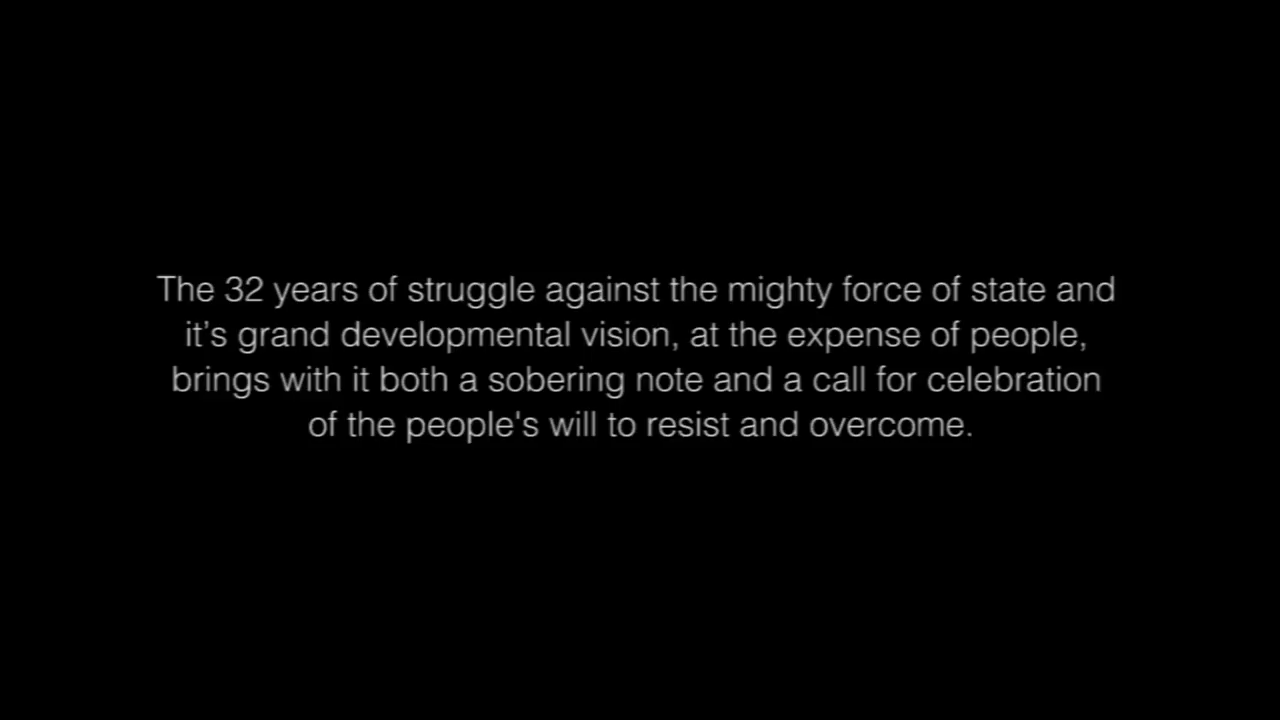 The 32 years of struggle against the mighty force of state and
it’s grand developmental vision, at the expense of people,
brings with it both a sobering note and a call for celebration
of the people's will to resist and overcome.